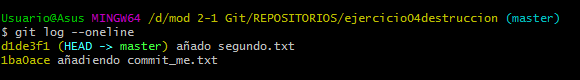 Usuario@Asus MINGW64 /d/mod 2-1 Git/REPOSITORIOS/ejercicio04destruccion (master)
$ git log --oneline
d1de3f1 (HEAD -> master) añado segundo.txt
1ba0ace añadiendo commit_me.txt